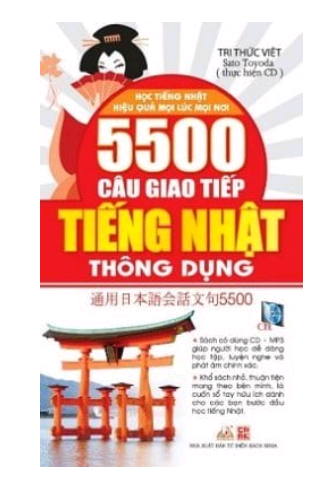 TRI THỨC VIỆT
Sato Toyoda
( thực hiện CD )
HỌC TIẾNG NHẬT
HIỆU QUẢ MỌI LÚC MỌI NƠI
5500
CÂU GIAO TIẾP
TIẾNG NHẬT
THÔNG DỤNG
通用日本語会話文句5500
CD
Sách có dùng CD - MP3
giúp người học dễ dàng
học tập, luyện nghe và
phát âm chính xác.
Khổ sách nhỏ, thuận tiện
mang theo bên mình, là
cuốn sổ tay hữu ích dành
cho các bạn bước đầu
học tiếng Nhật.
NHÀ XUẤT BẢN TỪ ĐIỂN BÁCH KHOA